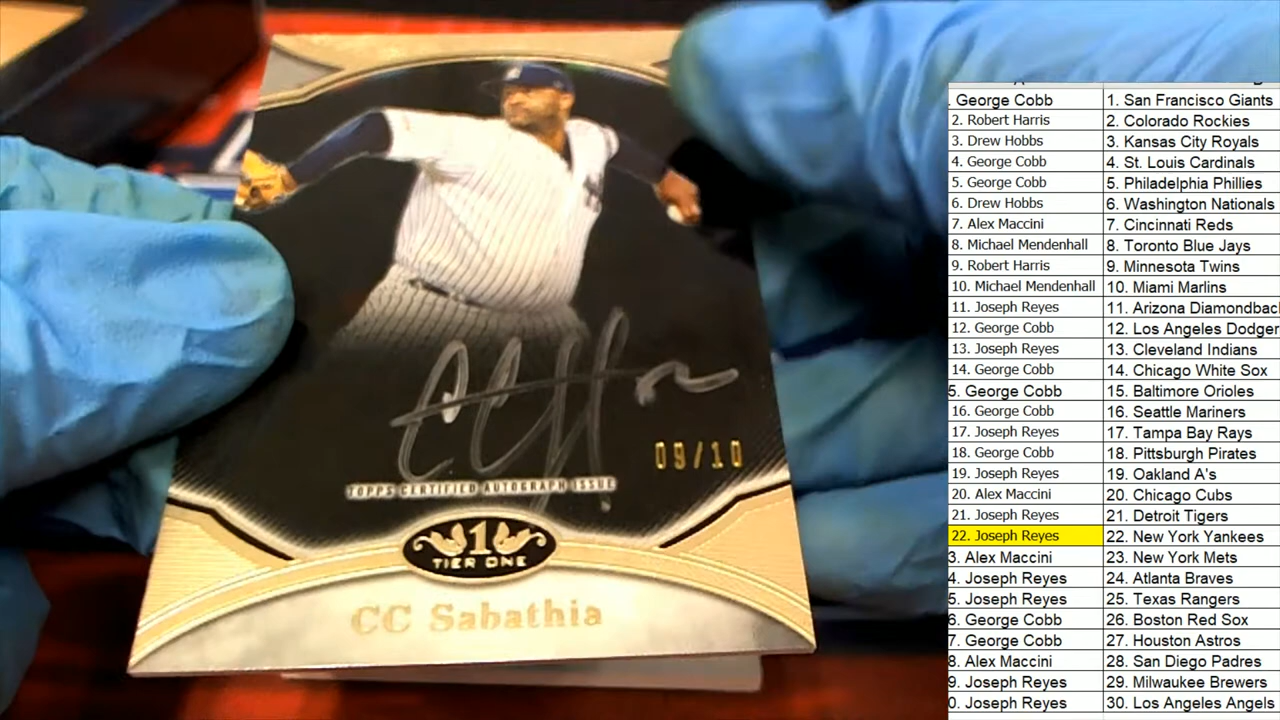 09/10
TOPPS CERTIFIED AUTOGRAPH ISSUE
1
TIER ONE
CC Sabathia
. George Cobb 1. San Francisco Giants
2. Robert Harris 2. Colorado Rockies
3. Drew Hobbs 3. Kansas City Royals
4. George Cobb 4. St. Louis Cardinals
5. George Cobb 5. Philadelphia Phillies
6. Drew Hobbs 6. Washington Nationals
7. Alex Maccini 7. Cincinnati Reds
8. Michael Mendenhall 8. Toronto Blue Jays
9. Robert Harris 9. Minnesota Twins
10. Michael Mendenhall 10. Miami Marlins
11. Joseph Reyes 11. Arizona Diamondbac
12. George Cobb 12. Los Angeles Dodger
13. Joseph Reyes 13. Cleveland Indians
14. George Cobb 14. Chicago White Sox
5. George Cobb 15. Baltimore Orioles
16. George Cobb 16. Seattle Mariners
17. Joseph Reyes 17. Tampa Bay Rays
18. George Cobb 18. Pittsburgh Pirates
19. Joseph Reyes 19. Oakland A's
20. Alex Maccini 20. Chicago Cubs
21. Joseph Reyes 21. Detroit Tigers
22. Joseph Reyes 22. New York Yankees
3. Alex Maccini 23. New York Mets
4. Joseph Reyes 24. Atlanta Braves
5. Joseph Reyes 25. Texas Rangers
6. George Cobb 26. Boston Red Sox
7. George Cobb 27. Houston Astros
8. Alex Maccini 28. San Diego Padres
9. Joseph Reyes 29. Milwaukee Brewers
0. Joseph Reyes 30. Los Angeles Angels